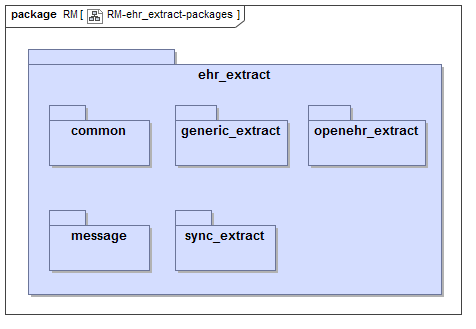 package RM [ RM-ehr_extract-packages ]
ehr_extract
common
generic_extract
openehr_extract
message
sync_extract